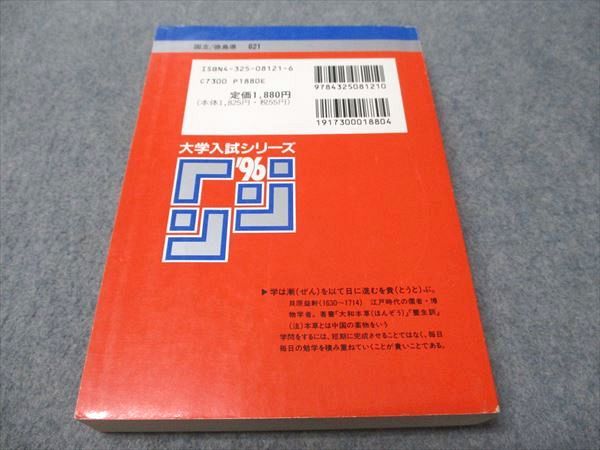 国立/徳島県 621
ISBN4-325-08121-6
C7300 P1880E
定価1,880円
(本体1,825円・税55円)
9784325081210
1917300018804
大学入試シリーズ
'96
▶学は漸(ぜん)を以て日に進むを貴(とうと)ぶ。
貝原益軒(1630〜1714) 江戸時代の儒者・博
物学者。著書「大和本草(ほんぞう)」「養生訓」
(注)本草とは中国の薬物をいう
学問をするには、短期に完成させることではなく、毎日
毎日の勉学を積み重ねていくことが貴いことである。